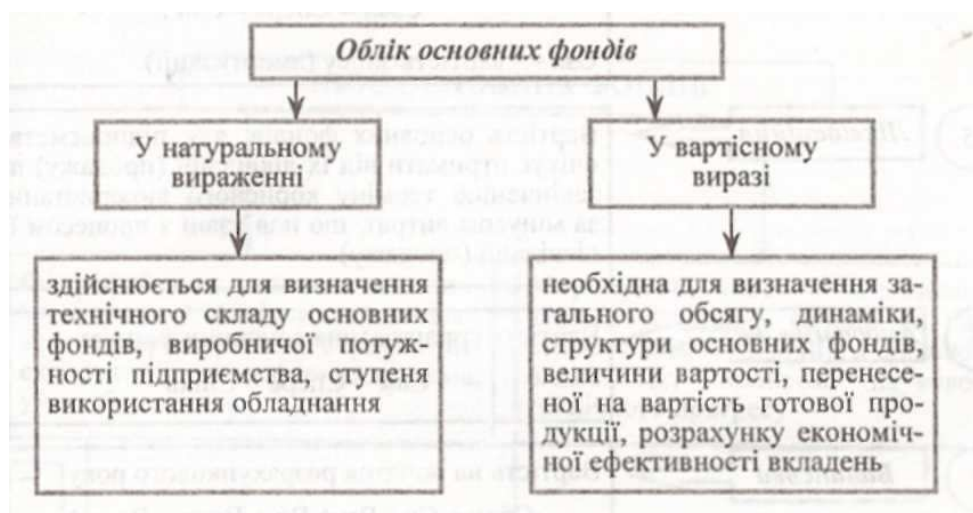 Облік основних фондів
У натуральному
вираженні
У вартісному
виразі
здійснюється для визначення
технічного складу основних
фондів, виробничої потуж-
ності підприємства, ступеня
використання обладнання
необхідна для визначення за-
гального обсягу, динаміки,
структури основних фондів,
величини вартості, перенесе-
ної на вартість готової про-
дукції, розрахунку економіч-
ної ефективності вкладень